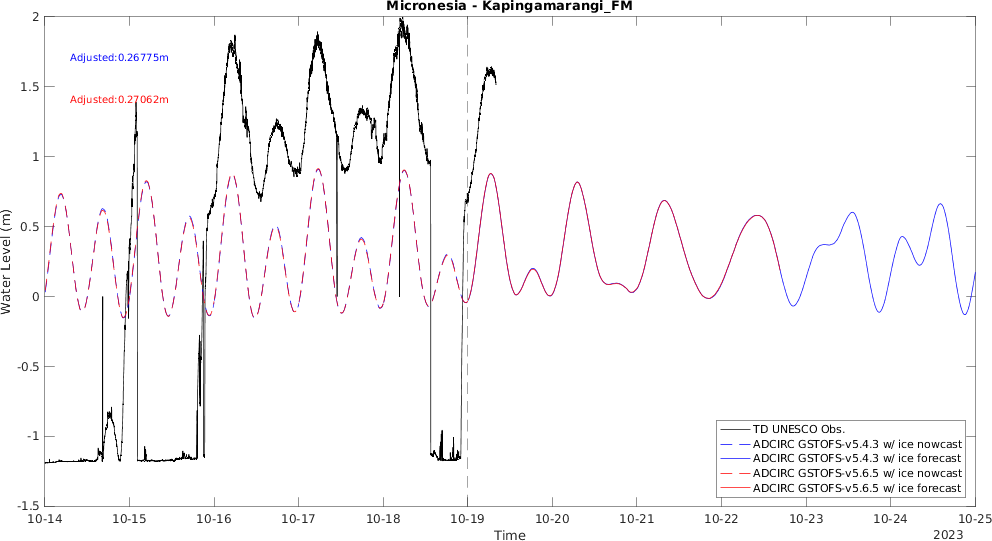 Micronesia - Kapingamarangi_FM
Adjusted:0.26775m
Adjusted:0.27062m
Water Level (m)
2
1.5
1
0.5
0
-0.5
-1
-1.5
10-14 10-15 10-16 10-17 10-18 10-19 10-20 10-21 10-22 10-23 10-24 10-25
Time
2023
TD UNESCO Obs.
ADCIRC GSTOFS-v5.4.3 w/ ice nowcast
ADCIRC GSTOFS-v5.4.3 w/ ice forecast
ADCIRC GSTOFS-v5.6.5 w/ ice nowcast
ADCIRC GSTOFS-v5.6.5 w/ ice forecast